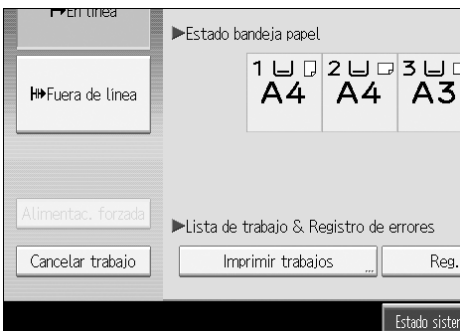 En línea
▶Estado bandeja papel
1 2 3
A4 A4 A3
Fuera de línea
Alimentac. forzada
▶Lista de trabajo & Registro de errores
Cancelar trabajo
Imprimir trabajos ...
Reg.
Estado